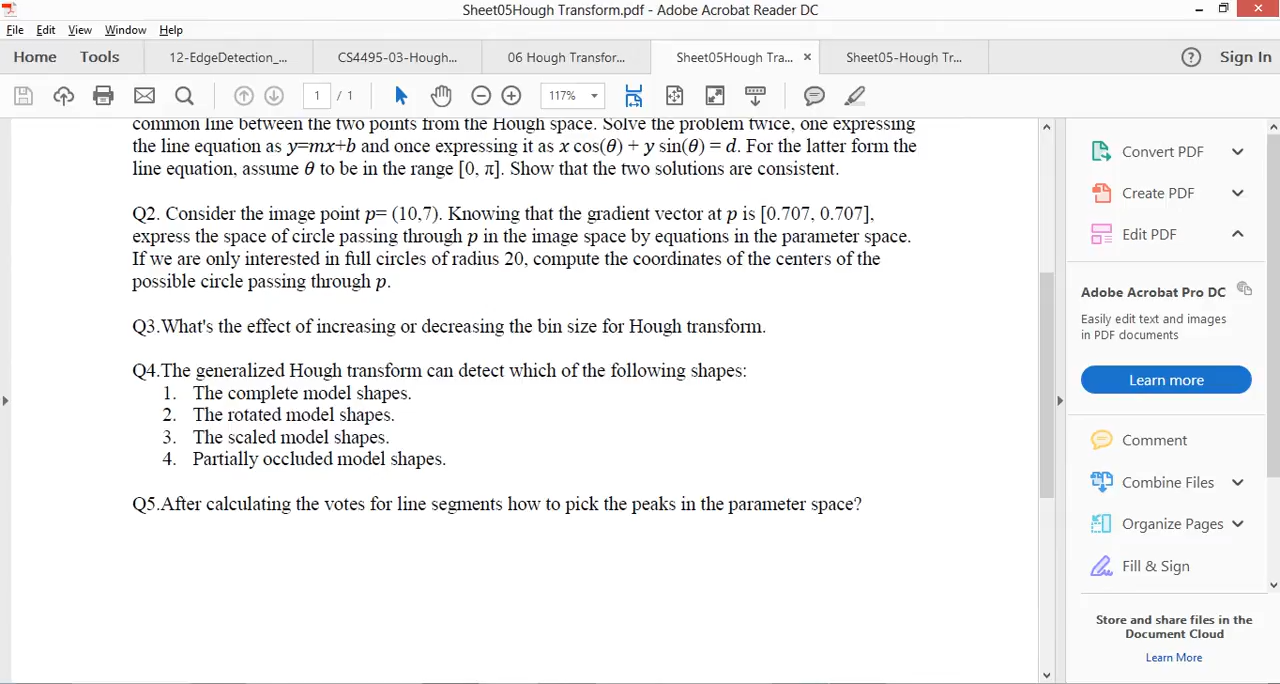 Sheet05Hough Transform.pdf - Adobe Acrobat Reader DC
File Edit View Window Help
Home Tools 12-EdgeDetection_... CS4495-03-Hough... 06 Hough Transfor... Sheet05Hough Tra... × Sheet05-Hough Tr... Sign In
1 / 1 117%
common line between the two points from the Hough space. Solve the problem twice, one expressing
the line equation as y=mx+b and once expressing it as x cos(θ) + y sin(θ) = d. For the latter form the
line equation, assume θ to be in the range [0, π]. Show that the two solutions are consistent.
Q2. Consider the image point p= (10,7). Knowing that the gradient vector at p is [0.707, 0.707],
express the space of circle passing through p in the image space by equations in the parameter space.
If we are only interested in full circles of radius 20, compute the coordinates of the centers of the
possible circle passing through p.
Q3.What's the effect of increasing or decreasing the bin size for Hough transform.
Q4.The generalized Hough transform can detect which of the following shapes:
1. The complete model shapes.
2. The rotated model shapes.
3. The scaled model shapes.
4. Partially occluded model shapes.
Q5.After calculating the votes for line segments how to pick the peaks in the parameter space?
Convert PDF
Create PDF
Edit PDF
Adobe Acrobat Pro DC
Easily edit text and images
in PDF documents
Learn more
Comment
Combine Files
Organize Pages
Fill & Sign
Store and share files in the
Document Cloud
Learn More